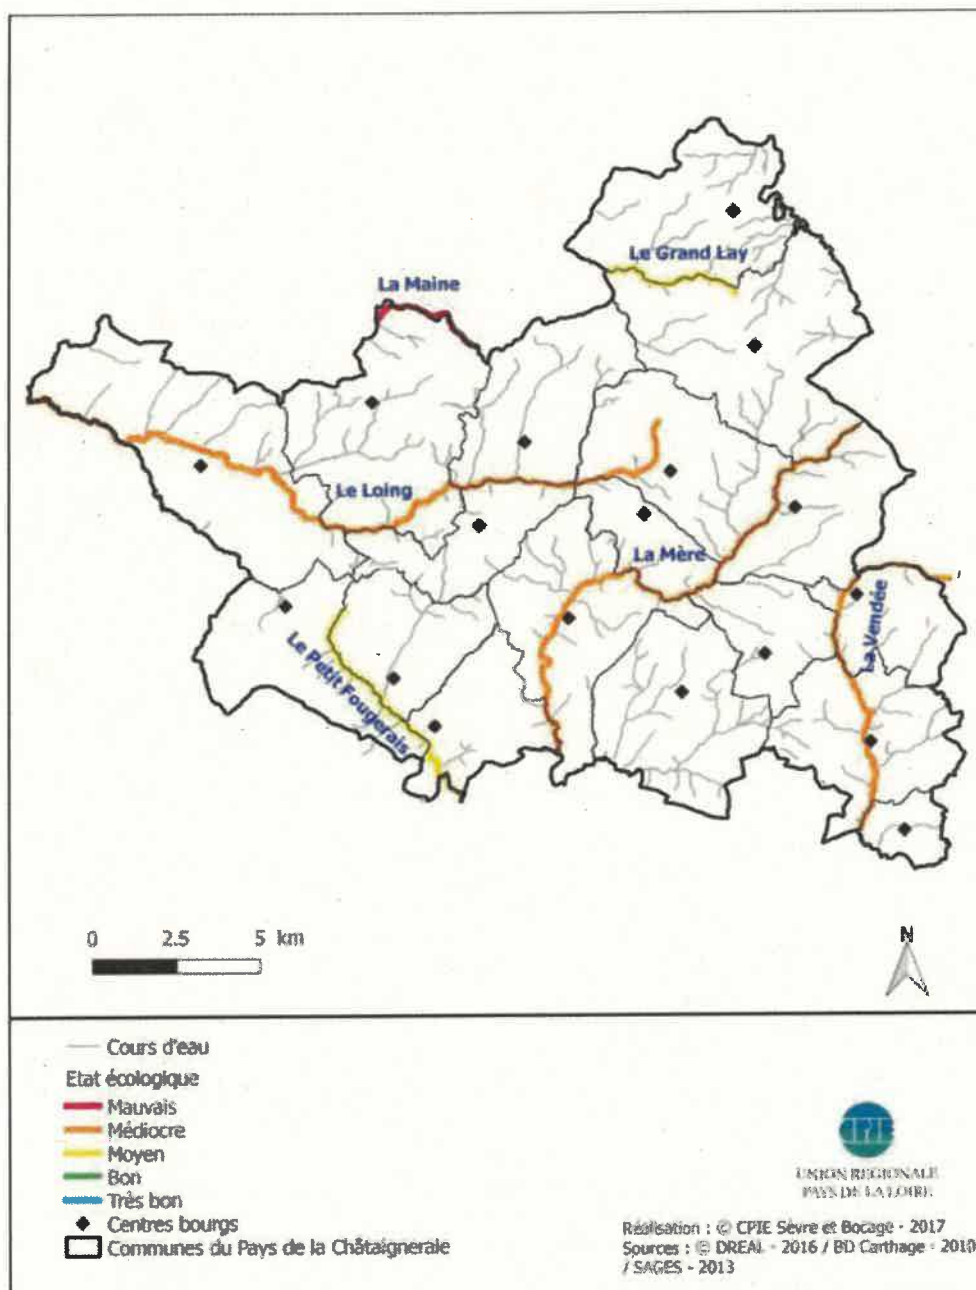 Le Grand Lay
La Maine
Le Loing
La Mère
La Vendée
Le Petit Fougerais
0 2.5 5 km
N
Cours d'eau
Etat écologique
Mauvais
Médiocre
Moyen
Bon
Très bon
Centres bourgs
Communes du Pays de la Châtaigneraie
CPIE
UNION REGIONALE
PAYS DE LA LOIRE
Réalisation : © CPIE Sèvre et Bocage - 2017
Sources : © DREAL - 2016 / BD Carthage - 2010
/ SAGES - 2013